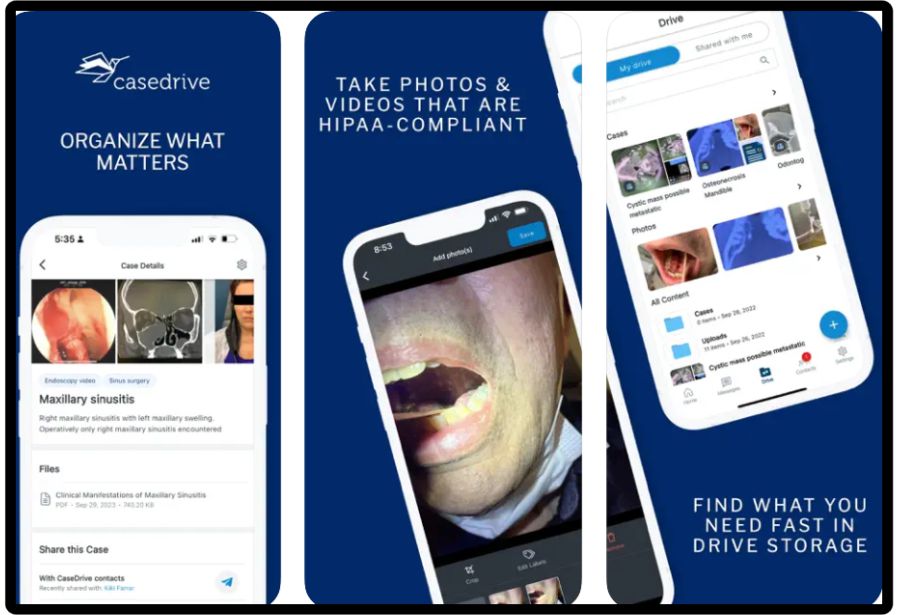 casedrive
ORGANIZE WHAT
MATTERS
5:35
Case Details
Endoscopy video
Sinus surgery
Maxillary sinusitis
Right maxillary sinusitis with left maxillary swelling.
Operatively only right maxillary sinusitis encountered
Files
Clinical Manifestations of Maxillary Sinusitis
PDF - Sep 29, 2023 - 740.20 KB
Share this Case
With CaseDrive contacts
Recently shared with: Kiki Farrar
TAKE PHOTOS &
VIDEOS THAT ARE
HIPAA-COMPLIANT
8:53
Add photo(s)
Save
Crop
Edit Labels
Drive
My drive
Shared with me
Cases
Cystic mass possible
metastatic
Osteonecrosis
Mandible
Odontog
Photos
All Content
Cases
0 items • Sep 28, 2022
Uploads
11 items • Sep 26, 2022
Cystic mass possible metastatic
Home
Messages
Drive
Contacts
Settings
FIND WHAT YOU
NEED FAST IN
DRIVE STORAGE